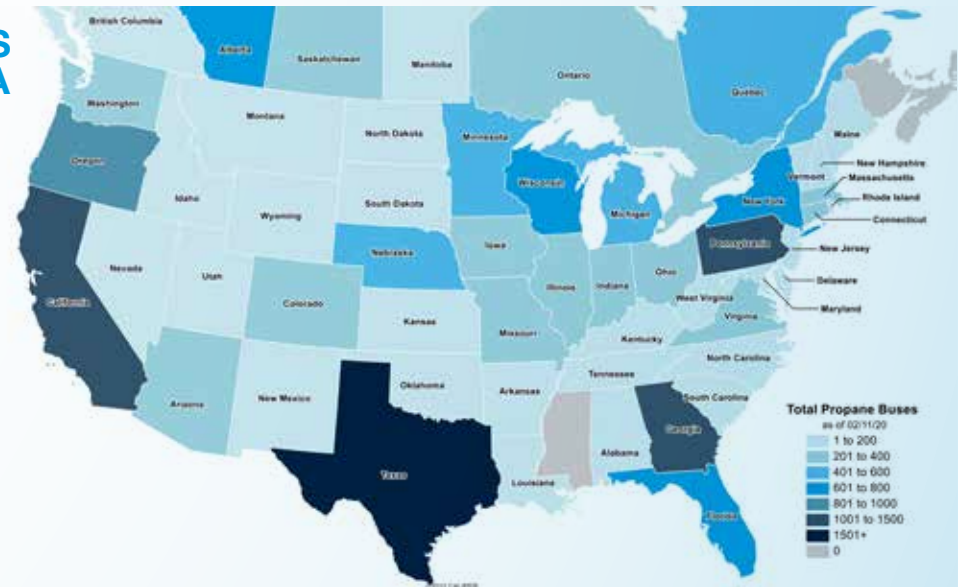 S
A
British Columbia
Alberta
Saskatchewan
Manitoba
Ontario
Quebec
Washington
Montana
North Dakota
Minnesota
Maine
Oregon
Idaho
Wyoming
South Dakota
Wisconsin
Michigan
New York
Vermont
New Hampshire
Massachusetts
Rhode Island
Connecticut
Nebraska
Iowa
Pennsylvania
New Jersey
Nevada
Utah
Colorado
Illinois
Indiana
Ohio
West Virginia
Delaware
Maryland
California
Kansas
Missouri
Kentucky
Virginia
North Carolina
Arizona
New Mexico
Oklahoma
Arkansas
Tennessee
South Carolina
Texas
Louisiana
Alabama
Georgia
Florida
Total Propane Buses
as of 02/11/20
1 to 200
201 to 400
401 to 600
601 to 800
801 to 1000
1001 to 1500
1501+
0